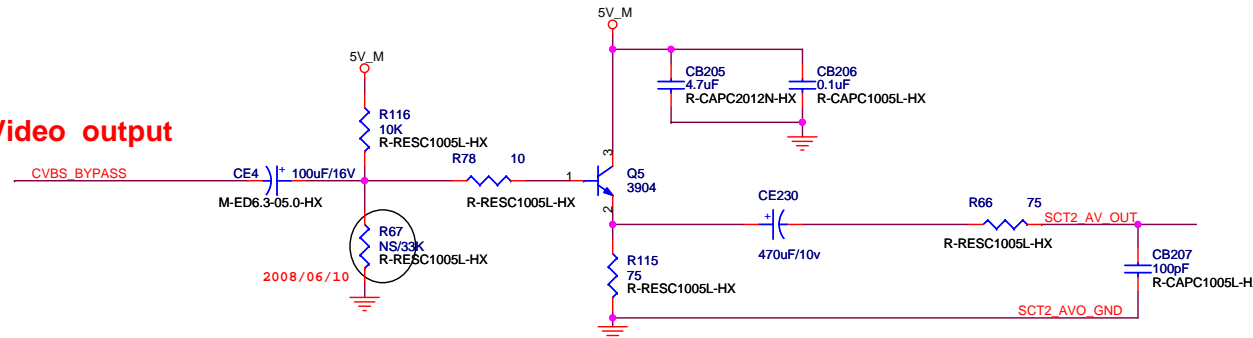 5V_M
5V_M
CB205
4.7uF
R-CAPC2012N-HX
CB206
0.1uF
R-CAPC1005L-HX
R116
10K
R-RESC1005L-HX
Video output
R78 10
R-RESC1005L-HX
CVBS_BYPASS
CE4 + 100uF/16V
M-ED6.3-05.0-HX
1
3
2
Q5
3904
CE230
+
470uF/10v
R66 75
R-RESC1005L-HX
SCT2_AV_OUT
R67
NS/33K
R-RESC1005L-HX
2008/06/10
R115
75
R-RESC1005L-HX
CB207
100pF
R-CAPC1005L-H
SCT2_AVO_GND